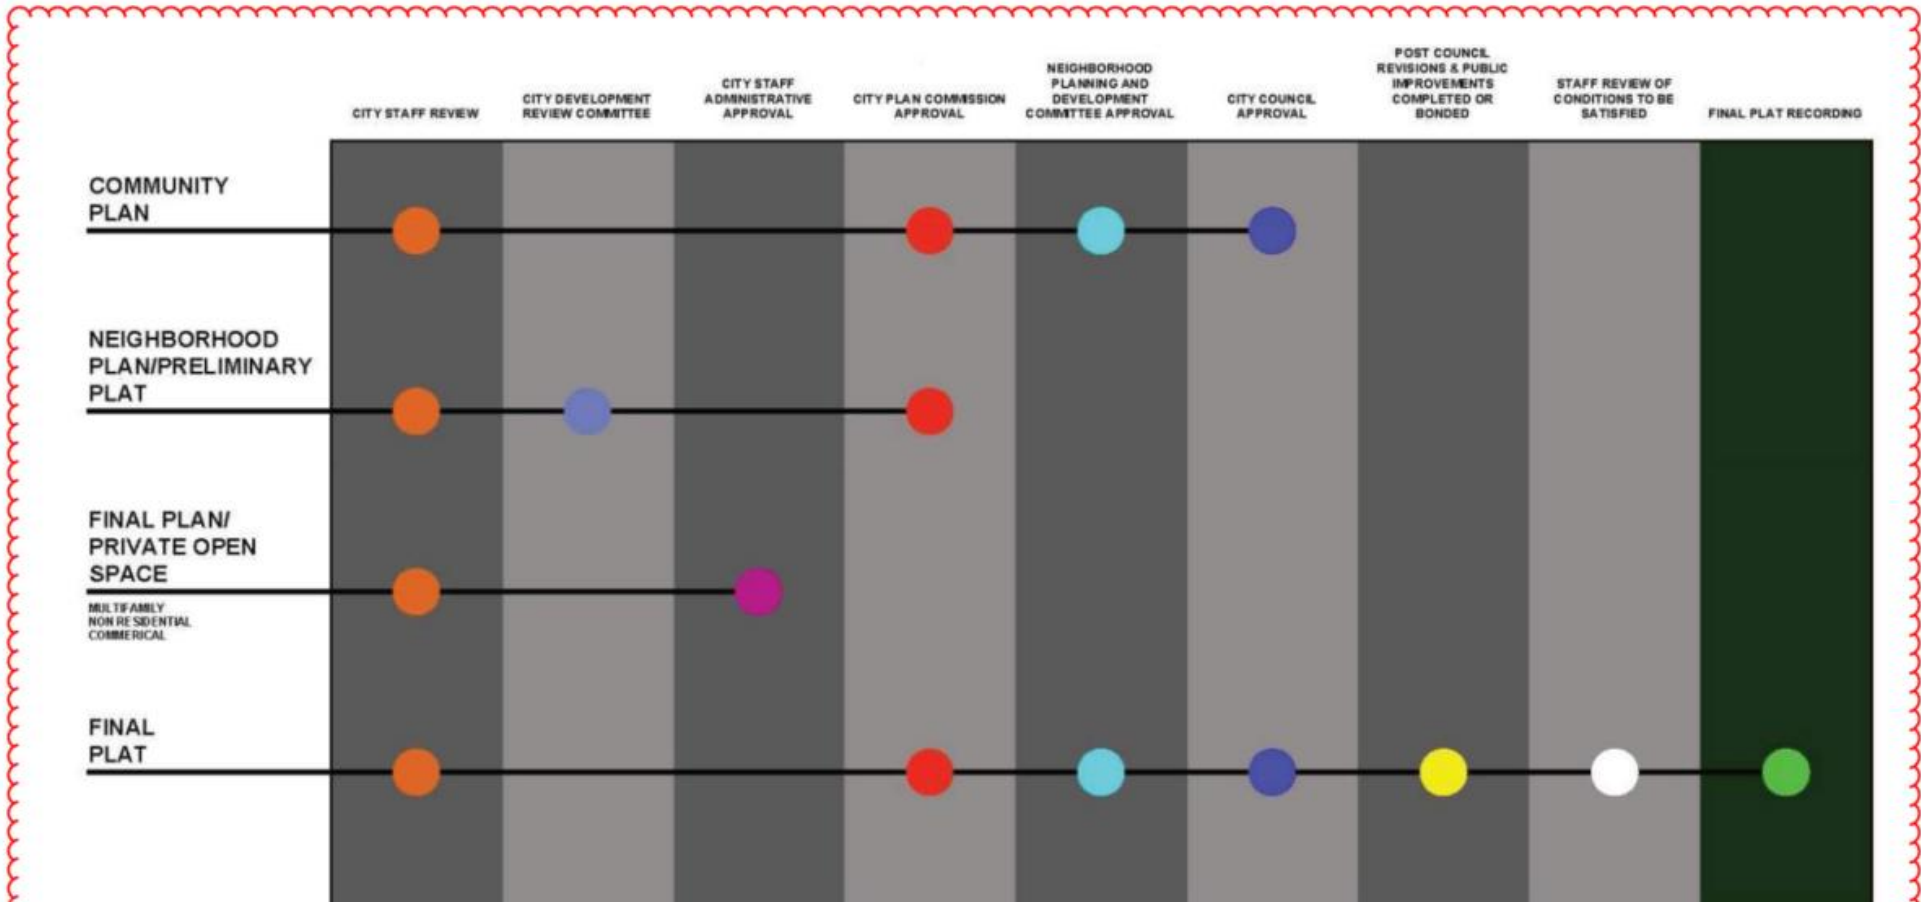 CITY STAFF REVIEW
CITY DEVELOPMENT
REVIEW COMMITTEE
CITY STAFF
ADMINISTRATIVE
APPROVAL
CITY PLAN COMMISSION
APPROVAL
NEIGHBORHOOD
PLANNING AND
DEVELOPMENT
COMMITTEE APPROVAL
CITY COUNCIL
APPROVAL
POST COUNCIL
REVISIONS & PUBLIC
IMPROVEMENTS
COMPLETED OR
BONDED
STAFF REVIEW OF
CONDITIONS TO BE
SATISFIED
FINAL PLAT RECORDING
COMMUNITY
PLAN
NEIGHBORHOOD
PLAN/PRELIMINARY
PLAT
FINAL PLAN/
PRIVATE OPEN
SPACE
MULTIFAMILY
NON RESIDENTIAL
COMMERICAL
FINAL
PLAT